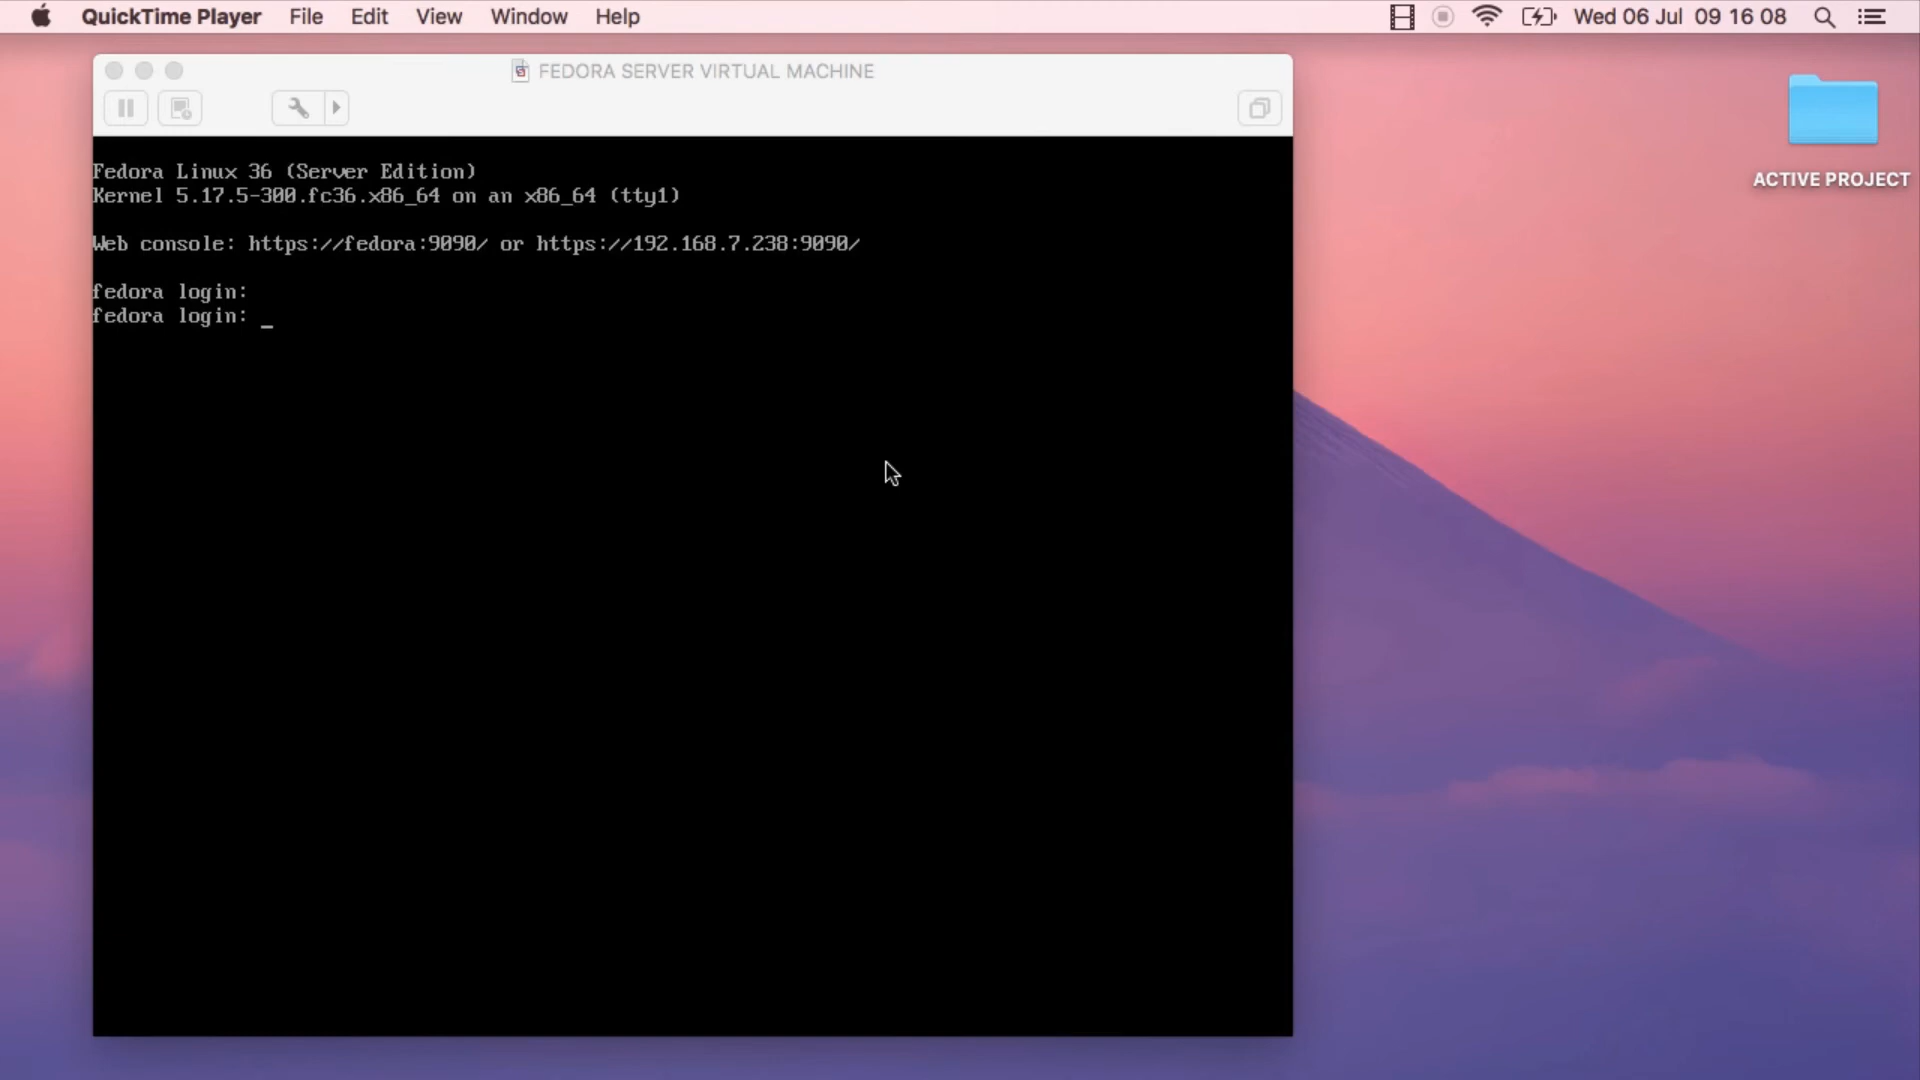 QuickTime Player File Edit View Window Help Wed 06 Jul 09 16 08
FEDORA SERVER VIRTUAL MACHINE
ACTIVE PROJECT
Fedora Linux 36 (Server Edition)
Kernel 5.17.5-300.fc36.x86_64 on an x86_64 (tty1)
Web console: https://fedora:9090/ or https://192.168.7.238:9090/
fedora login:
fedora login: _